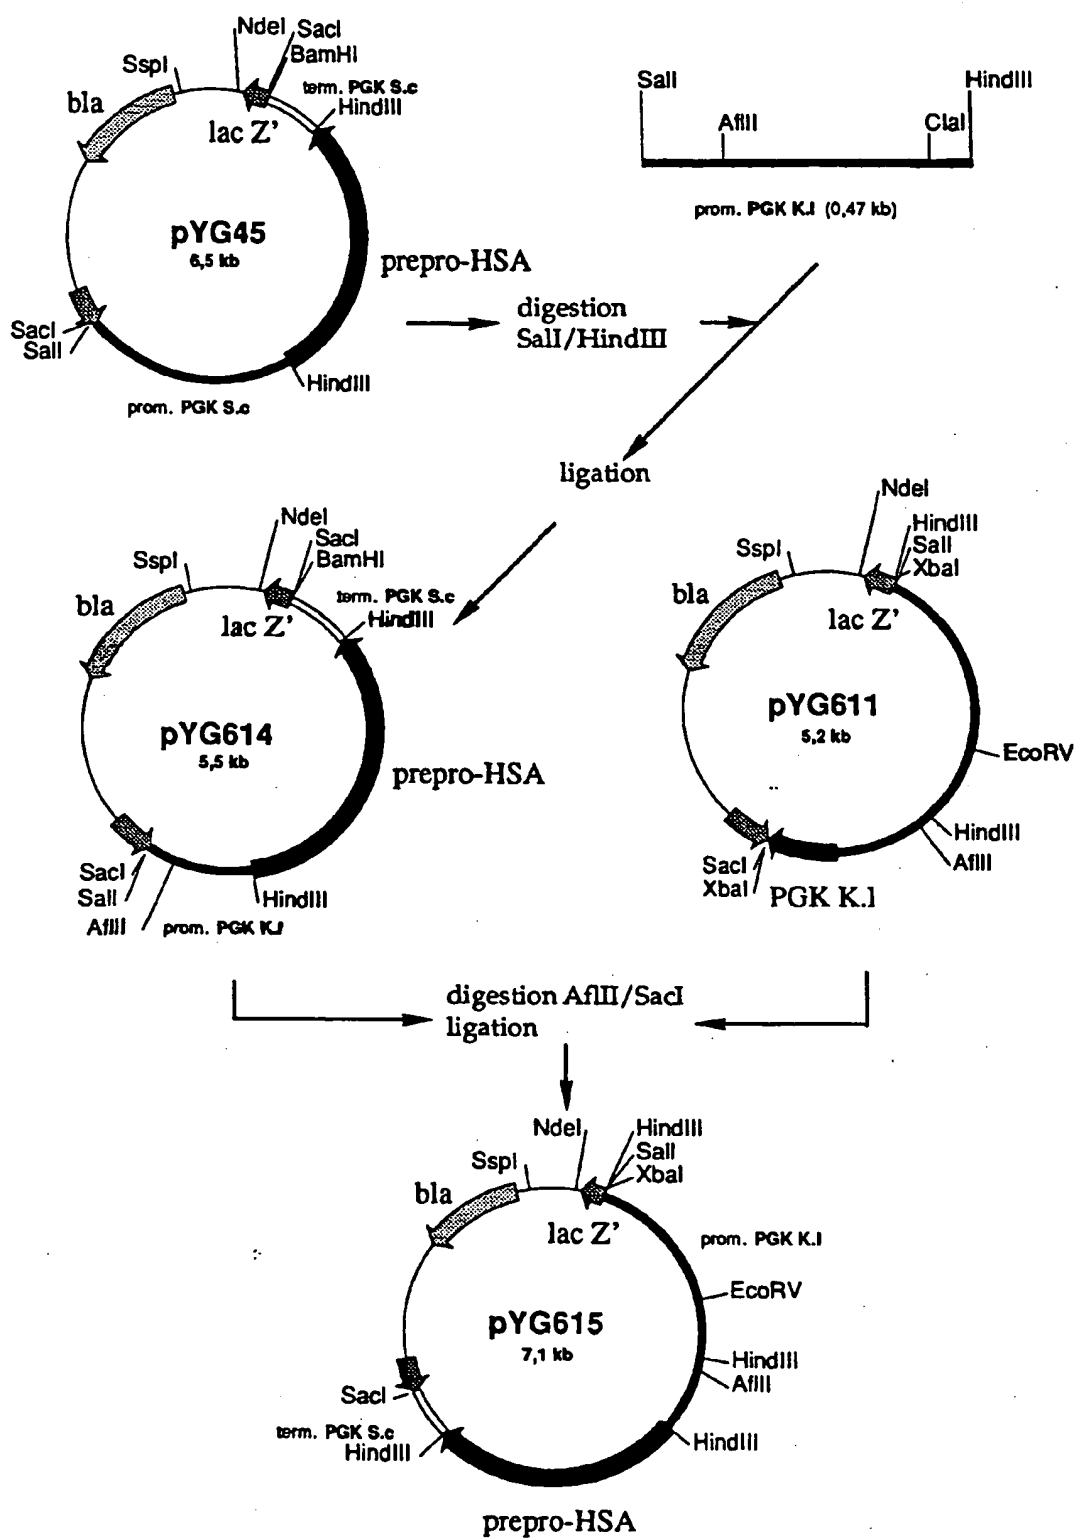 NdeI
SacI
BamHI
SspI
term. PGK S.c
HindIII
bla
lac Z'
pYG45
6,5 kb
prepro-HSA
SacI
SalI
HindIII
prom. PGK S.c
SalI
HindIII
AflII
ClaI
prom. PGK K.l (0,47 kb)
digestion
SalI/HindIII
ligation
NdeI
SacI
BamHI
SspI
term. PGK S.c
HindIII
bla
lac Z'
pYG614
5,5 kb
prepro-HSA
SacI
SalI
AflII
HindIII
prom. PGK K.l
NdeI
HindIII
SalI
XbaI
SspI
bla
lac Z'
pYG611
5,2 kb
EcoRV
HindIII
AflII
SacI
XbaI
PGK K.l
digestion AflII/SacI
ligation
NdeI
HindIII
SalI
XbaI
SspI
bla
lac Z'
prom. PGK K.l
EcoRV
pYG615
7,1 kb
HindIII
AflII
SacI
term. PGK S.c
HindIII
HindIII
prepro-HSA